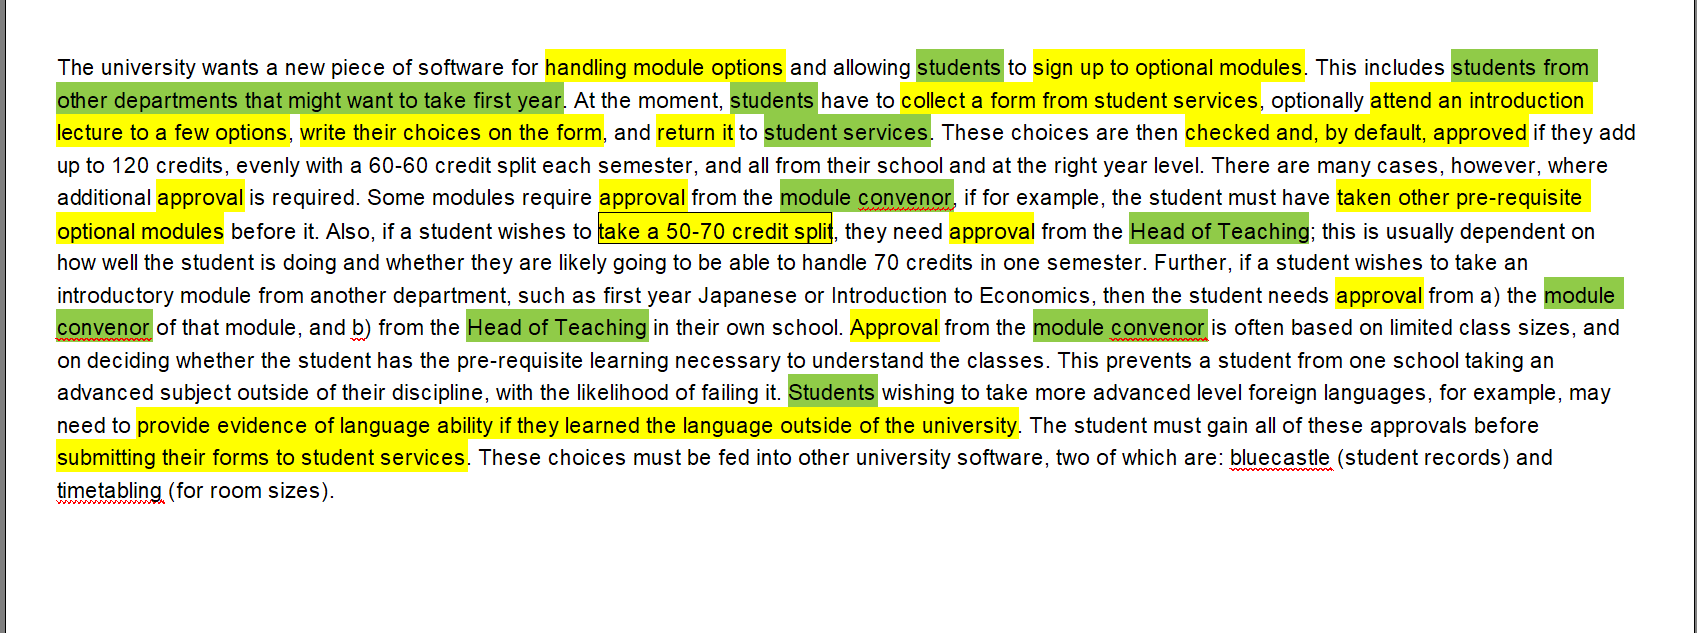 The university wants a new piece of software for handling module options and allowing students to sign up to optional modules. This includes students from
other departments that might want to take first year. At the moment, students have to collect a form from student services, optionally attend an introduction
lecture to a few options, write their choices on the form, and return it to student services. These choices are then checked and, by default, approved if they add
up to 120 credits, evenly with a 60-60 credit split each semester, and all from their school and at the right year level. There are many cases, however, where
additional approval is required. Some modules require approval from the module convenor, if for example, the student must have taken other pre-requisite
optional modules before it. Also, if a student wishes to take a 50-70 credit split, they need approval from the Head of Teaching; this is usually dependent on
how well the student is doing and whether they are likely going to be able to handle 70 credits in one semester. Further, if a student wishes to take an
introductory module from another department, such as first year Japanese or Introduction to Economics, then the student needs approval from a) the module
convenor of that module, and b) from the Head of Teaching in their own school. Approval from the module convenor is often based on limited class sizes, and
on deciding whether the student has the pre-requisite learning necessary to understand the classes. This prevents a student from one school taking an
advanced subject outside of their discipline, with the likelihood of failing it. Students wishing to take more advanced level foreign languages, for example, may
need to provide evidence of language ability if they learned the language outside of the university. The student must gain all of these approvals before
submitting their forms to student services. These choices must be fed into other university software, two of which are: bluecastle (student records) and
timetabling (for room sizes).